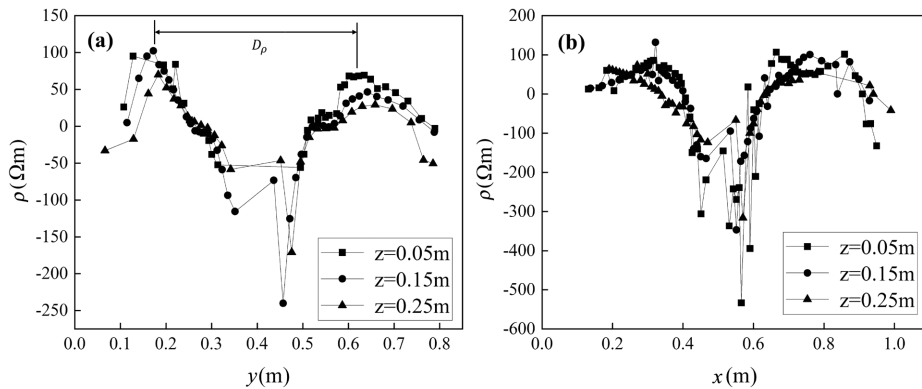 (a)
Dρ
ρ(Ωm)
150
100
50
0
-50
-100
-150
-200
-250
0.0 0.1 0.2 0.3 0.4 0.5 0.6 0.7 0.8
y(m)
z=0.05m
z=0.15m
z=0.25m
(b)
ρ(Ωm)
200
100
0
-100
-200
-300
-400
-500
-600
0.0 0.2 0.4 0.6 0.8 1.0
x(m)
z=0.05m
z=0.15m
z=0.25m